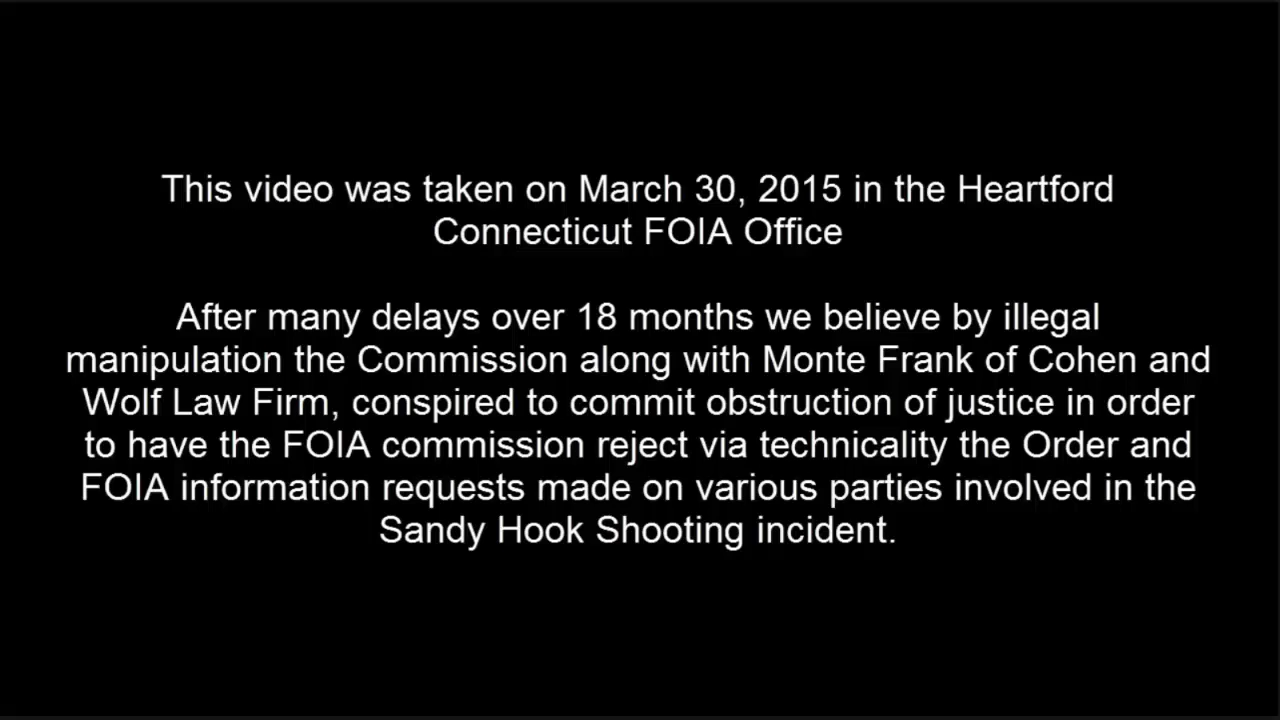 This video was taken on March 30, 2015 in the Heartford
Connecticut FOIA Office
After many delays over 18 months we believe by illegal
manipulation the Commission along with Monte Frank of Cohen and
Wolf Law Firm, conspired to commit obstruction of justice in order
to have the FOIA commission reject via technicality the Order and
FOIA information requests made on various parties involved in the
Sandy Hook Shooting incident.